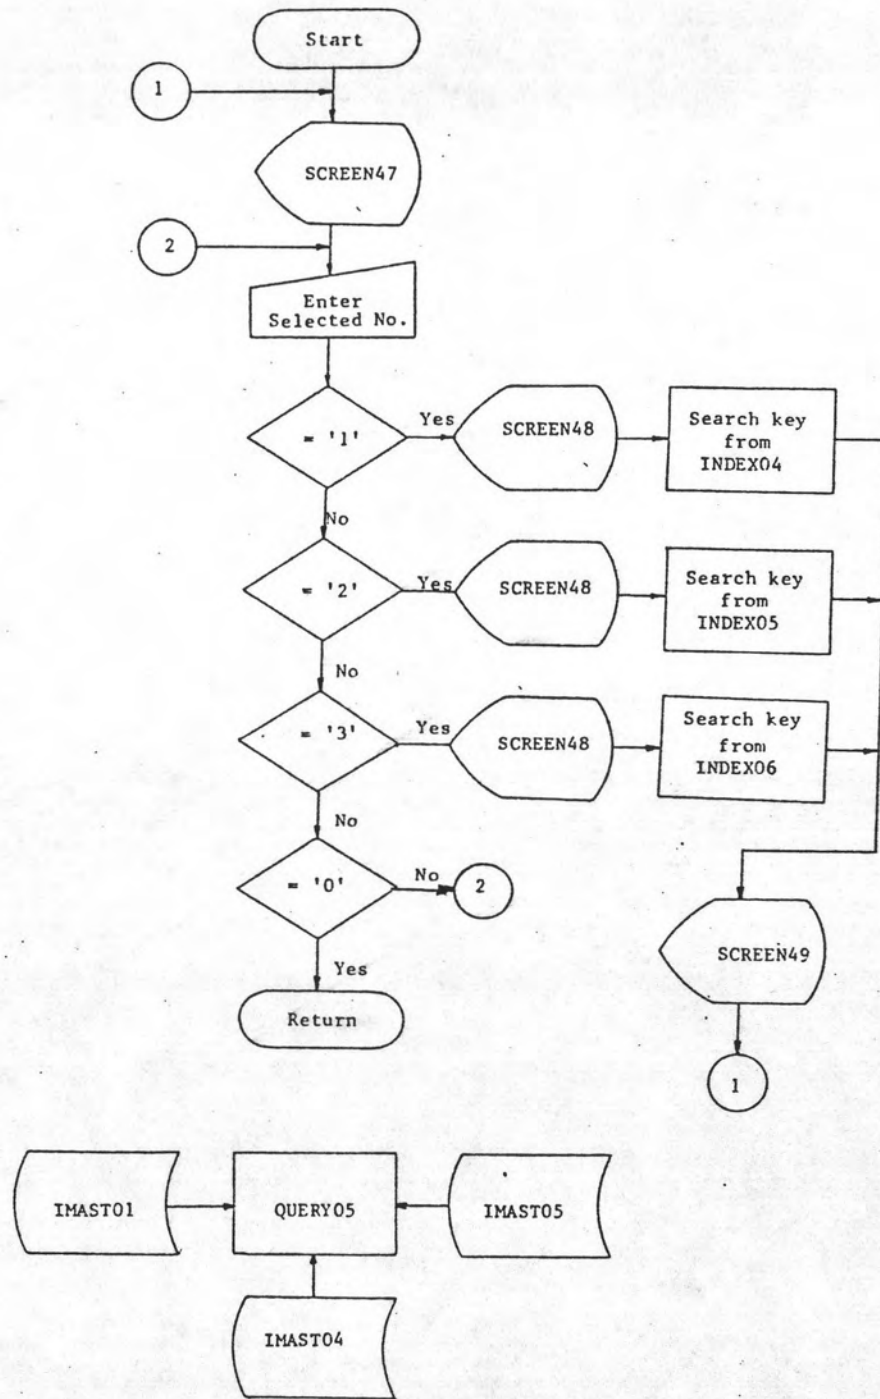 Start
1
SCREEN47
2
Enter
Selected No.
= '1'
Yes
SCREEN48
Search key
from
INDEX04
No
= '2'
Yes
SCREEN48
Search key
from
INDEX05
No
= '3'
Yes
SCREEN48
Search key
from
INDEX06
No
= '0'
No
2
SCREEN49
Yes
Return
1
IMAST01
QUERY05
IMAST05
IMAST04